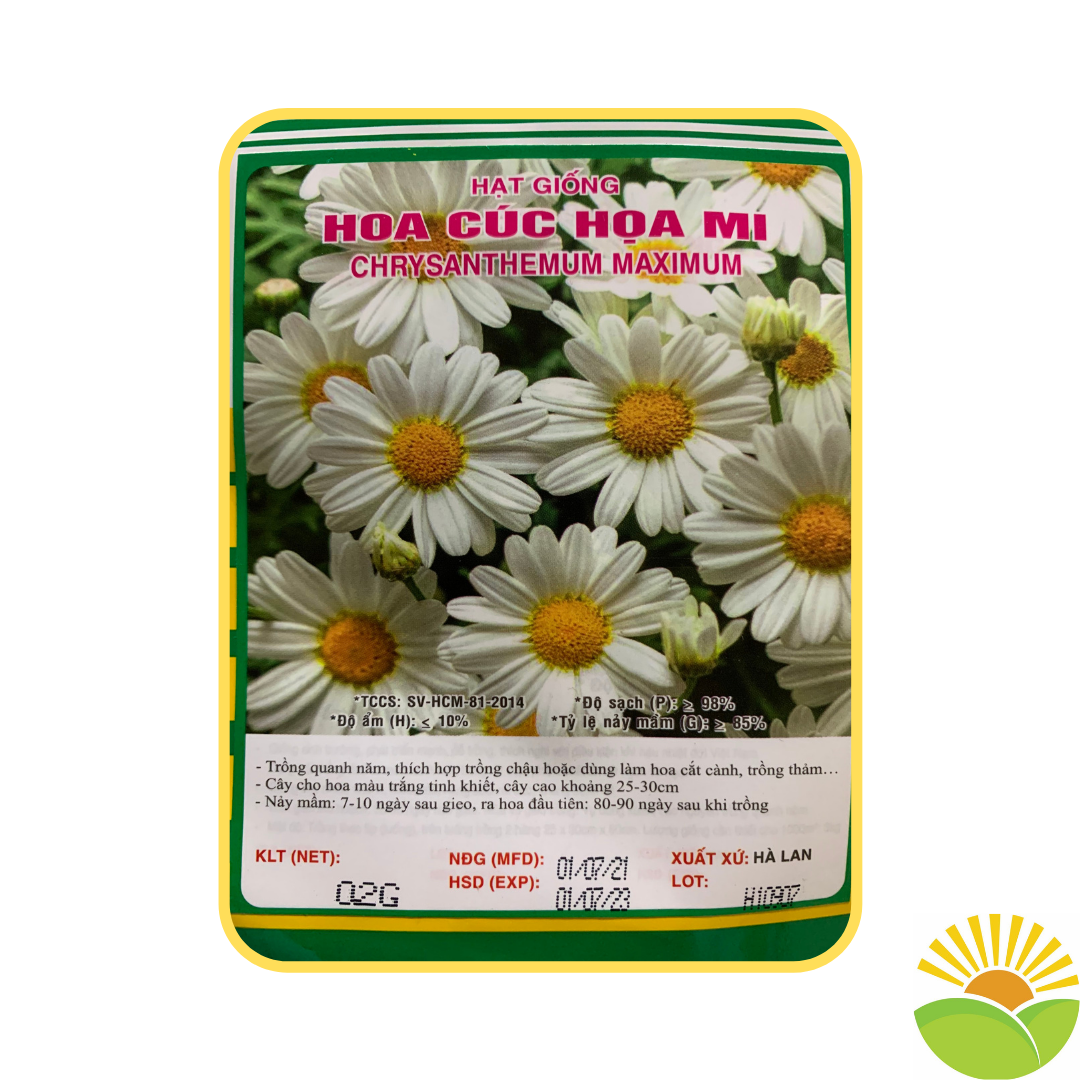 HẠT GIỐNG
HOA CÚC HỌA MI
CHRYSANTHEMUM MAXIMUM
*TCCS: SV-HCM-81-2014 *Độ sạch (P): ≥ 98%
*Độ ẩm (H): ≤ 10% *Tỷ lệ nảy mầm (G): ≥ 85%
- Trồng quanh năm, thích hợp trồng chậu hoặc dùng làm hoa cắt cành, trồng thảm...
- Cây cho hoa màu trắng tinh khiết, cây cao khoảng 25-30cm
- Nảy mầm: 7-10 ngày sau gieo, ra hoa đầu tiên: 80-90 ngày sau khi trồng
KLT (NET): NĐG (MFD): 01/07/21 XUẤT XỨ: HÀ LAN
0.2G HSD (EXP): 01/07/23 LOT: H10907